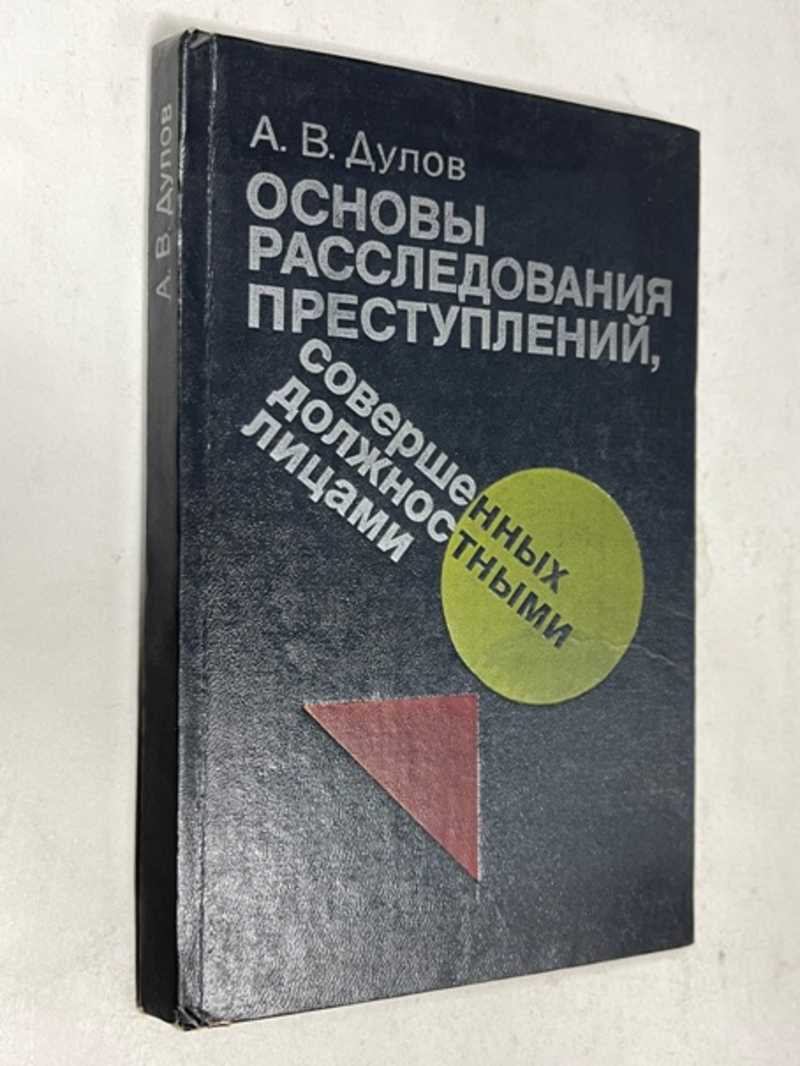 А. В. Дулов
А. В. Дулов
ОСНОВЫ
РАССЛЕДОВАНИЯ
ПРЕСТУПЛЕНИЙ,
совершенных
должностными
лицами